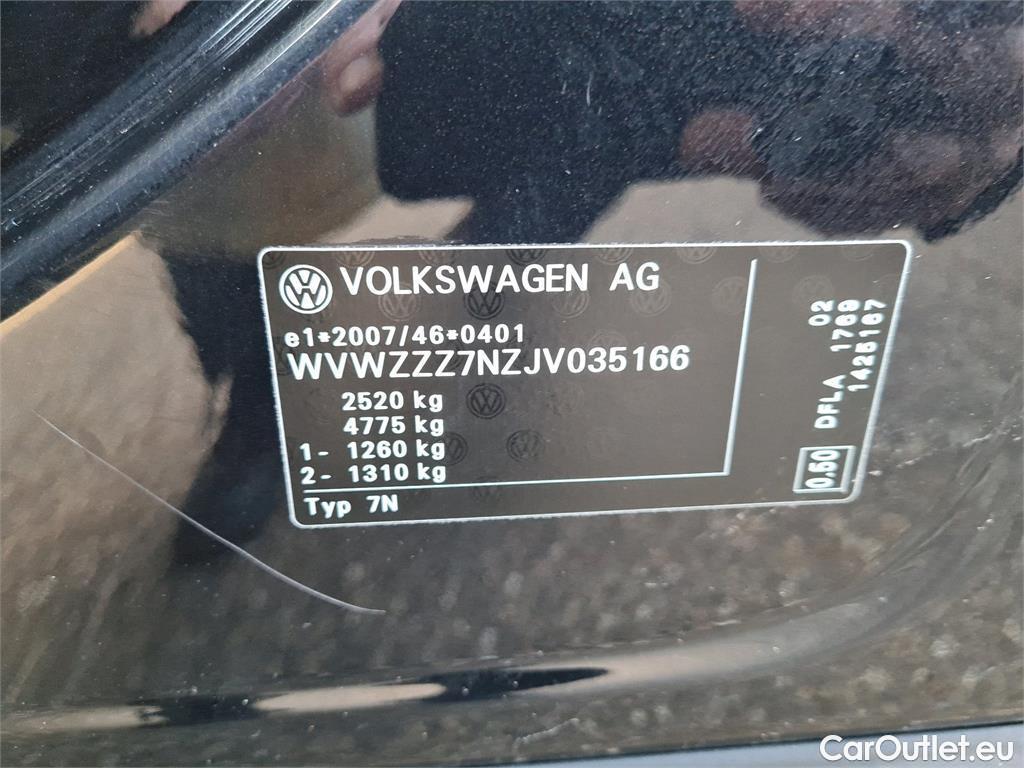 VOLKSWAGEN AG
e1*2007/46*0401
WVWZZZ7NZJV035166
2520 kg
4775 kg
1- 1260 kg
2- 1310 kg
Typ 7N
02
DFLA 1769
1425167
0.50
CarOutlet.eu